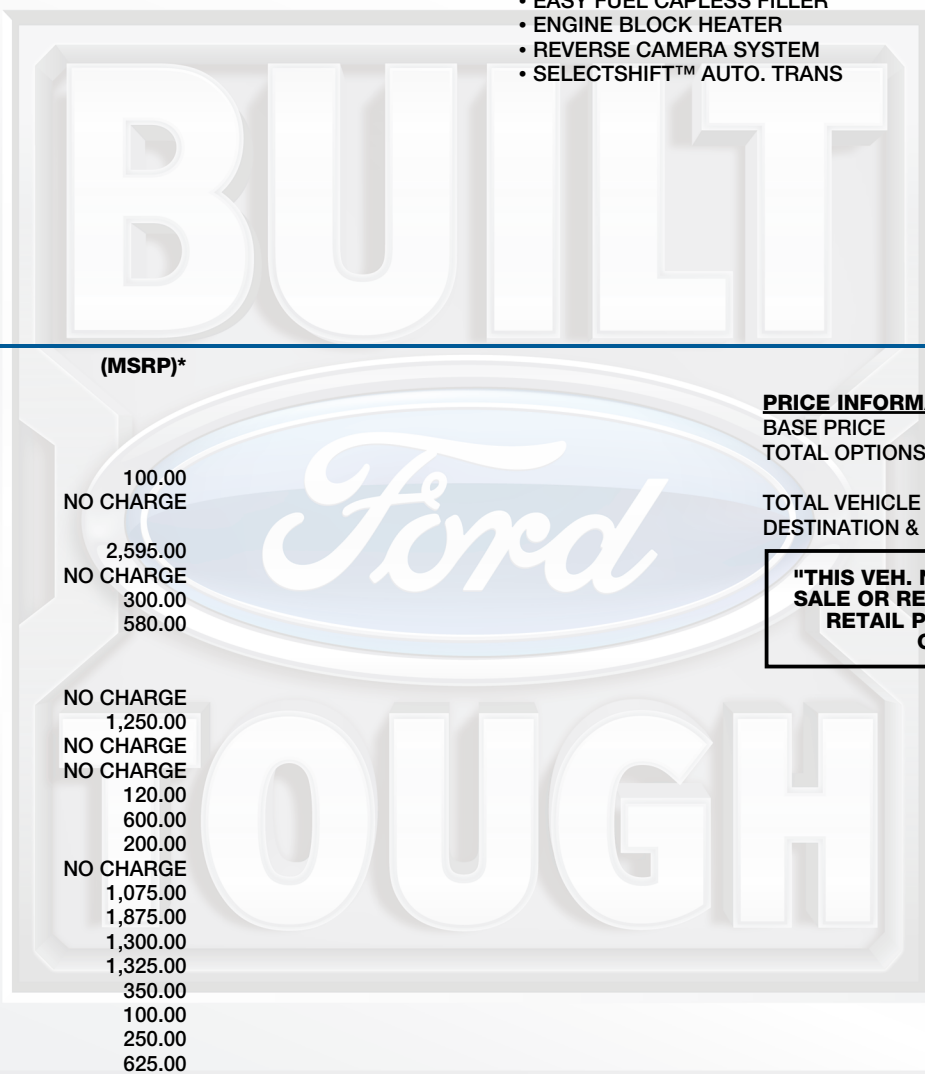 • EASY FUEL CAPLESS FILLER
• ENGINE BLOCK HEATER
• REVERSE CAMERA SYSTEM
• SELECTSHIFT™ AUTO. TRANS
BUILT
(MSRP)*
100.00
NO CHARGE
2,595.00
NO CHARGE
300.00
580.00
NO CHARGE
1,250.00
NO CHARGE
NO CHARGE
120.00
600.00
200.00
NO CHARGE
1,075.00
1,875.00
1,300.00
1,325.00
350.00
100.00
250.00
625.00
Ford
TOUGH
PRICE INFORM
BASE PRICE
TOTAL OPTIONS
TOTAL VEHICLE
DESTINATION &
"THIS VEH.
SALE OR RE
RETAIL P